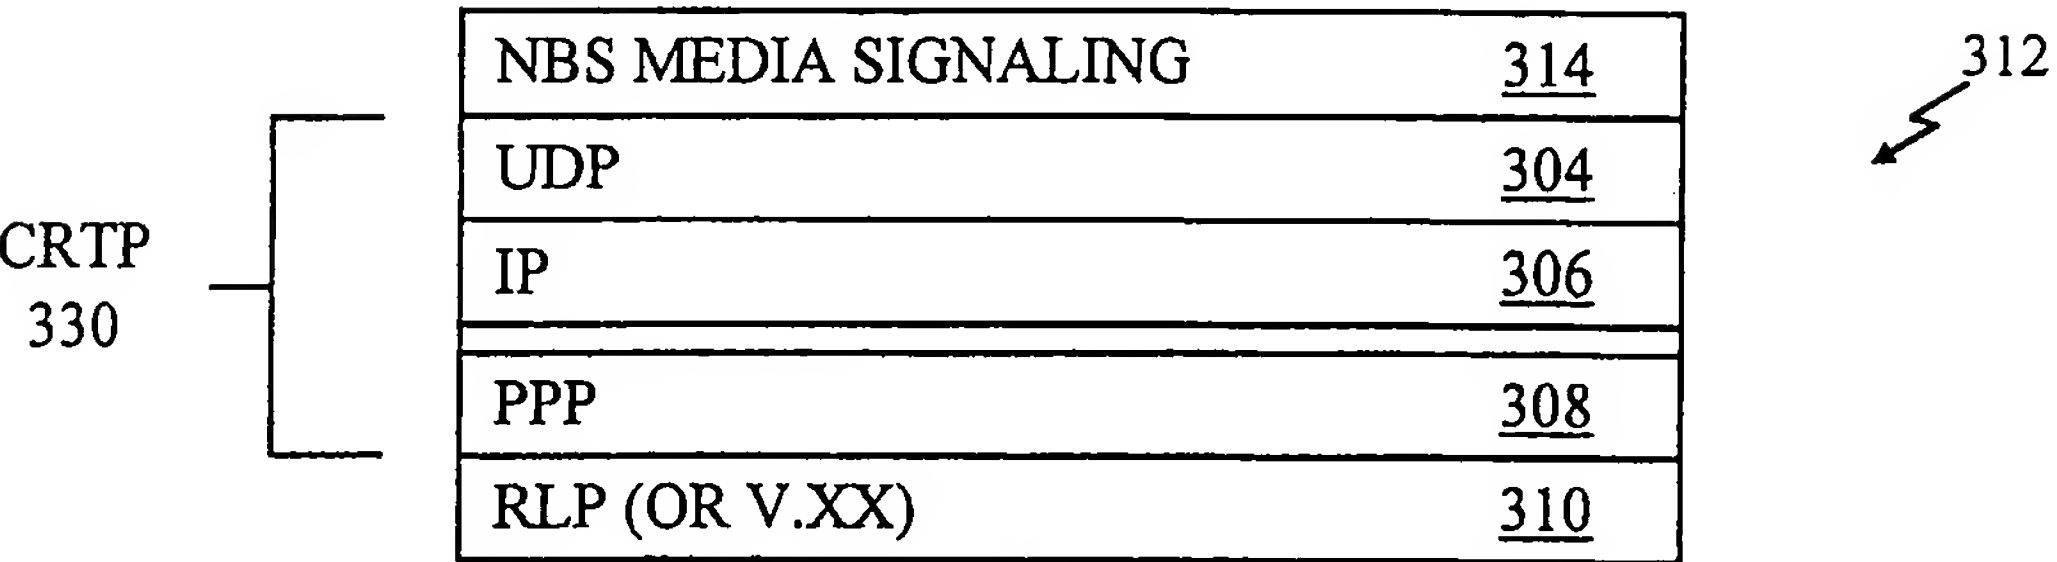 NBS MEDIA SIGNALING 314
312
UDP 304
CRTP
330
IP 306
PPP 308
RLP (OR V.XX) 310